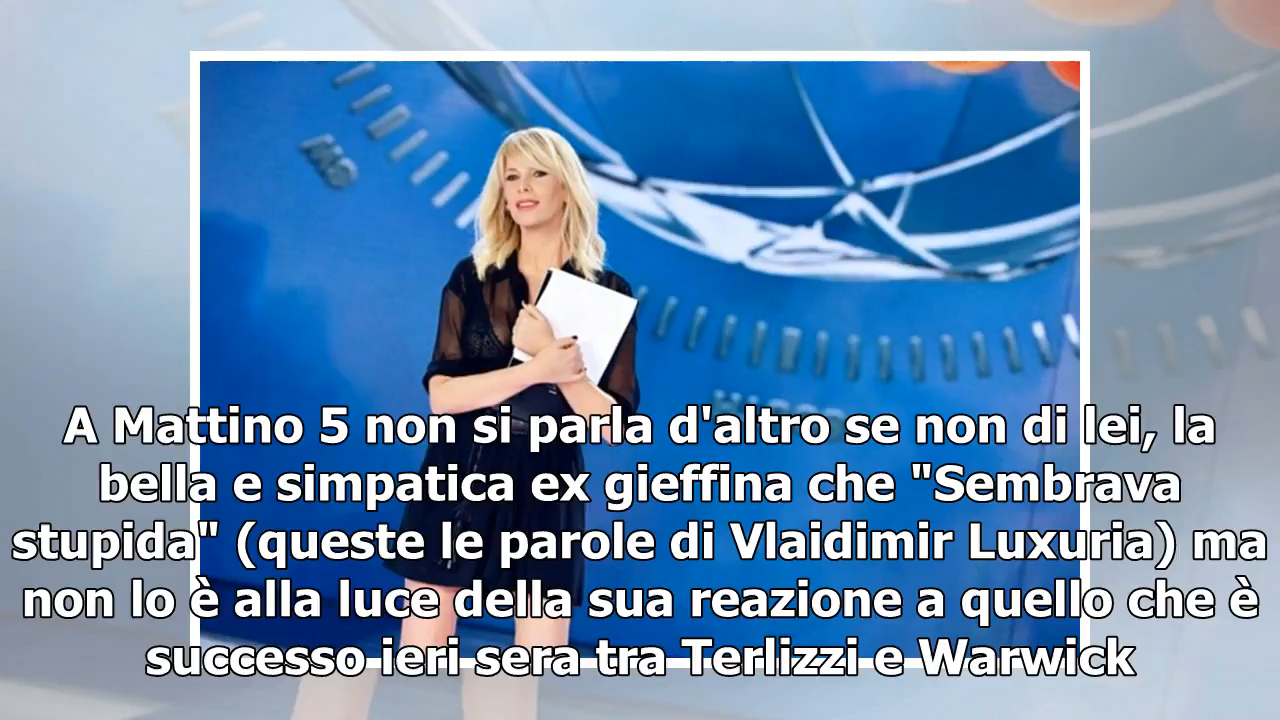 A Mattino 5 non si parla d'altro se non di lei, la
bella e simpatica ex gieffina che "Sembrava
stupida" (queste le parole di Vlaidimir Luxuria) ma
non lo è alla luce della sua reazione a quello che è
successo ieri sera tra Terlizzi e Warwick